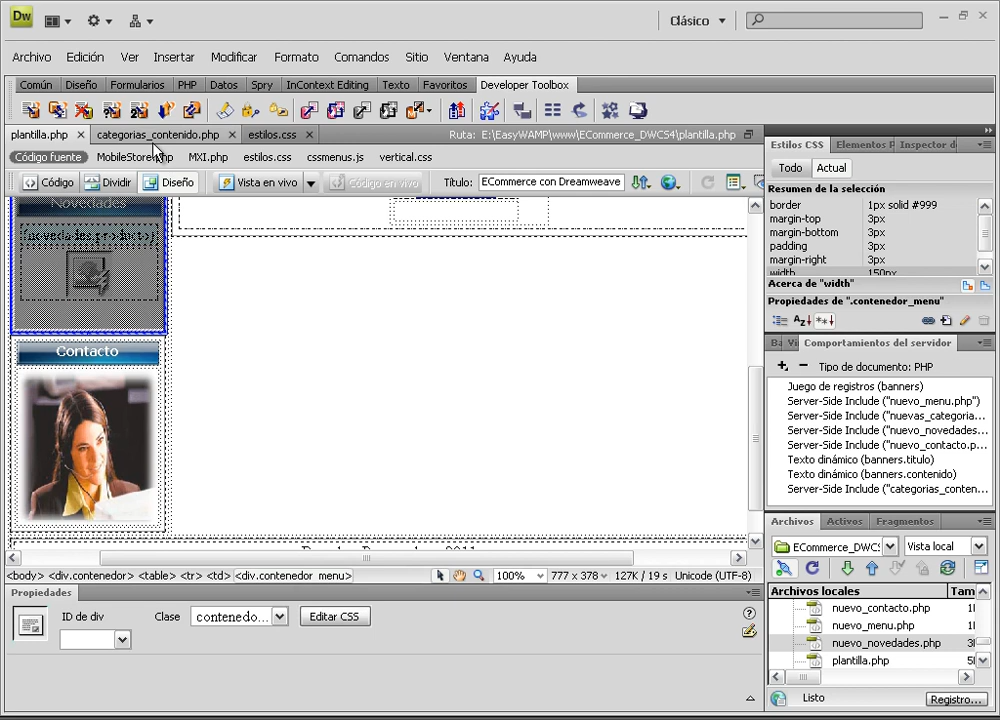 Dw
Clásico
Archivo Edición Ver Insertar Modificar Formato Comandos Sitio Ventana Ayuda
Común Diseño Formularios PHP Datos Spry InContext Editing Texto Favoritos Developer Toolbox
plantilla.php categorias_contenido.php estilos.css Ruta: E:\EasyWAMP\www\ECommerce_DWCS4\plantilla.php
Código fuente MobileStore.php MXI.php estilos.css cssmenus.js vertical.css
Código Dividir Diseño Vista en vivo Código en vivo Título: ECommerce con Dreamweave
Novedades
{novedades.producto}
Contacto
<body> <div.contenedor> <table> <tr> <td> <div.contenedor_menu> 100% 777 x 378 127K / 19 s Unicode (UTF-8)
Propiedades
ID de div Clase contenedo... Editar CSS
Estilos CSS Elementos P Inspector d
Todo Actual
Resumen de la selección
border 1px solid #999
margin-top 3px
margin-bottom 3px
padding 3px
margin-right 3px
width 150px
Acerca de "width"
Propiedades de ".contenedor_menu"
Ba Vi Comportamientos del servidor
Tipo de documento: PHP
Juego de registros (banners)
Server-Side Include ("nuevo_menu.php")
Server-Side Include ("nuevas_categoria...
Server-Side Include ("nuevo_novedades...
Server-Side Include ("nuevo_contacto.p...
Texto dinámico (banners.titulo)
Texto dinámico (banners.contenido)
Server-Side Include ("categorias_conten...
Archivos Activos Fragmentos
ECommerce_DWCS Vista local
Archivos locales Tam
nuevo_contacto.php 1
nuevo_menu.php 1
nuevo_novedades.php 3
plantilla.php 5
Listo Registro...